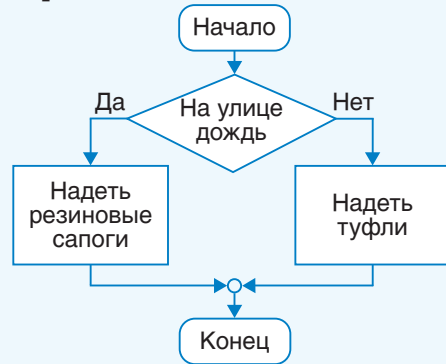 Начало
На улице
дождь
Да
Нет
Надеть
резиновые
сапоги
Надеть
туфли
Конец